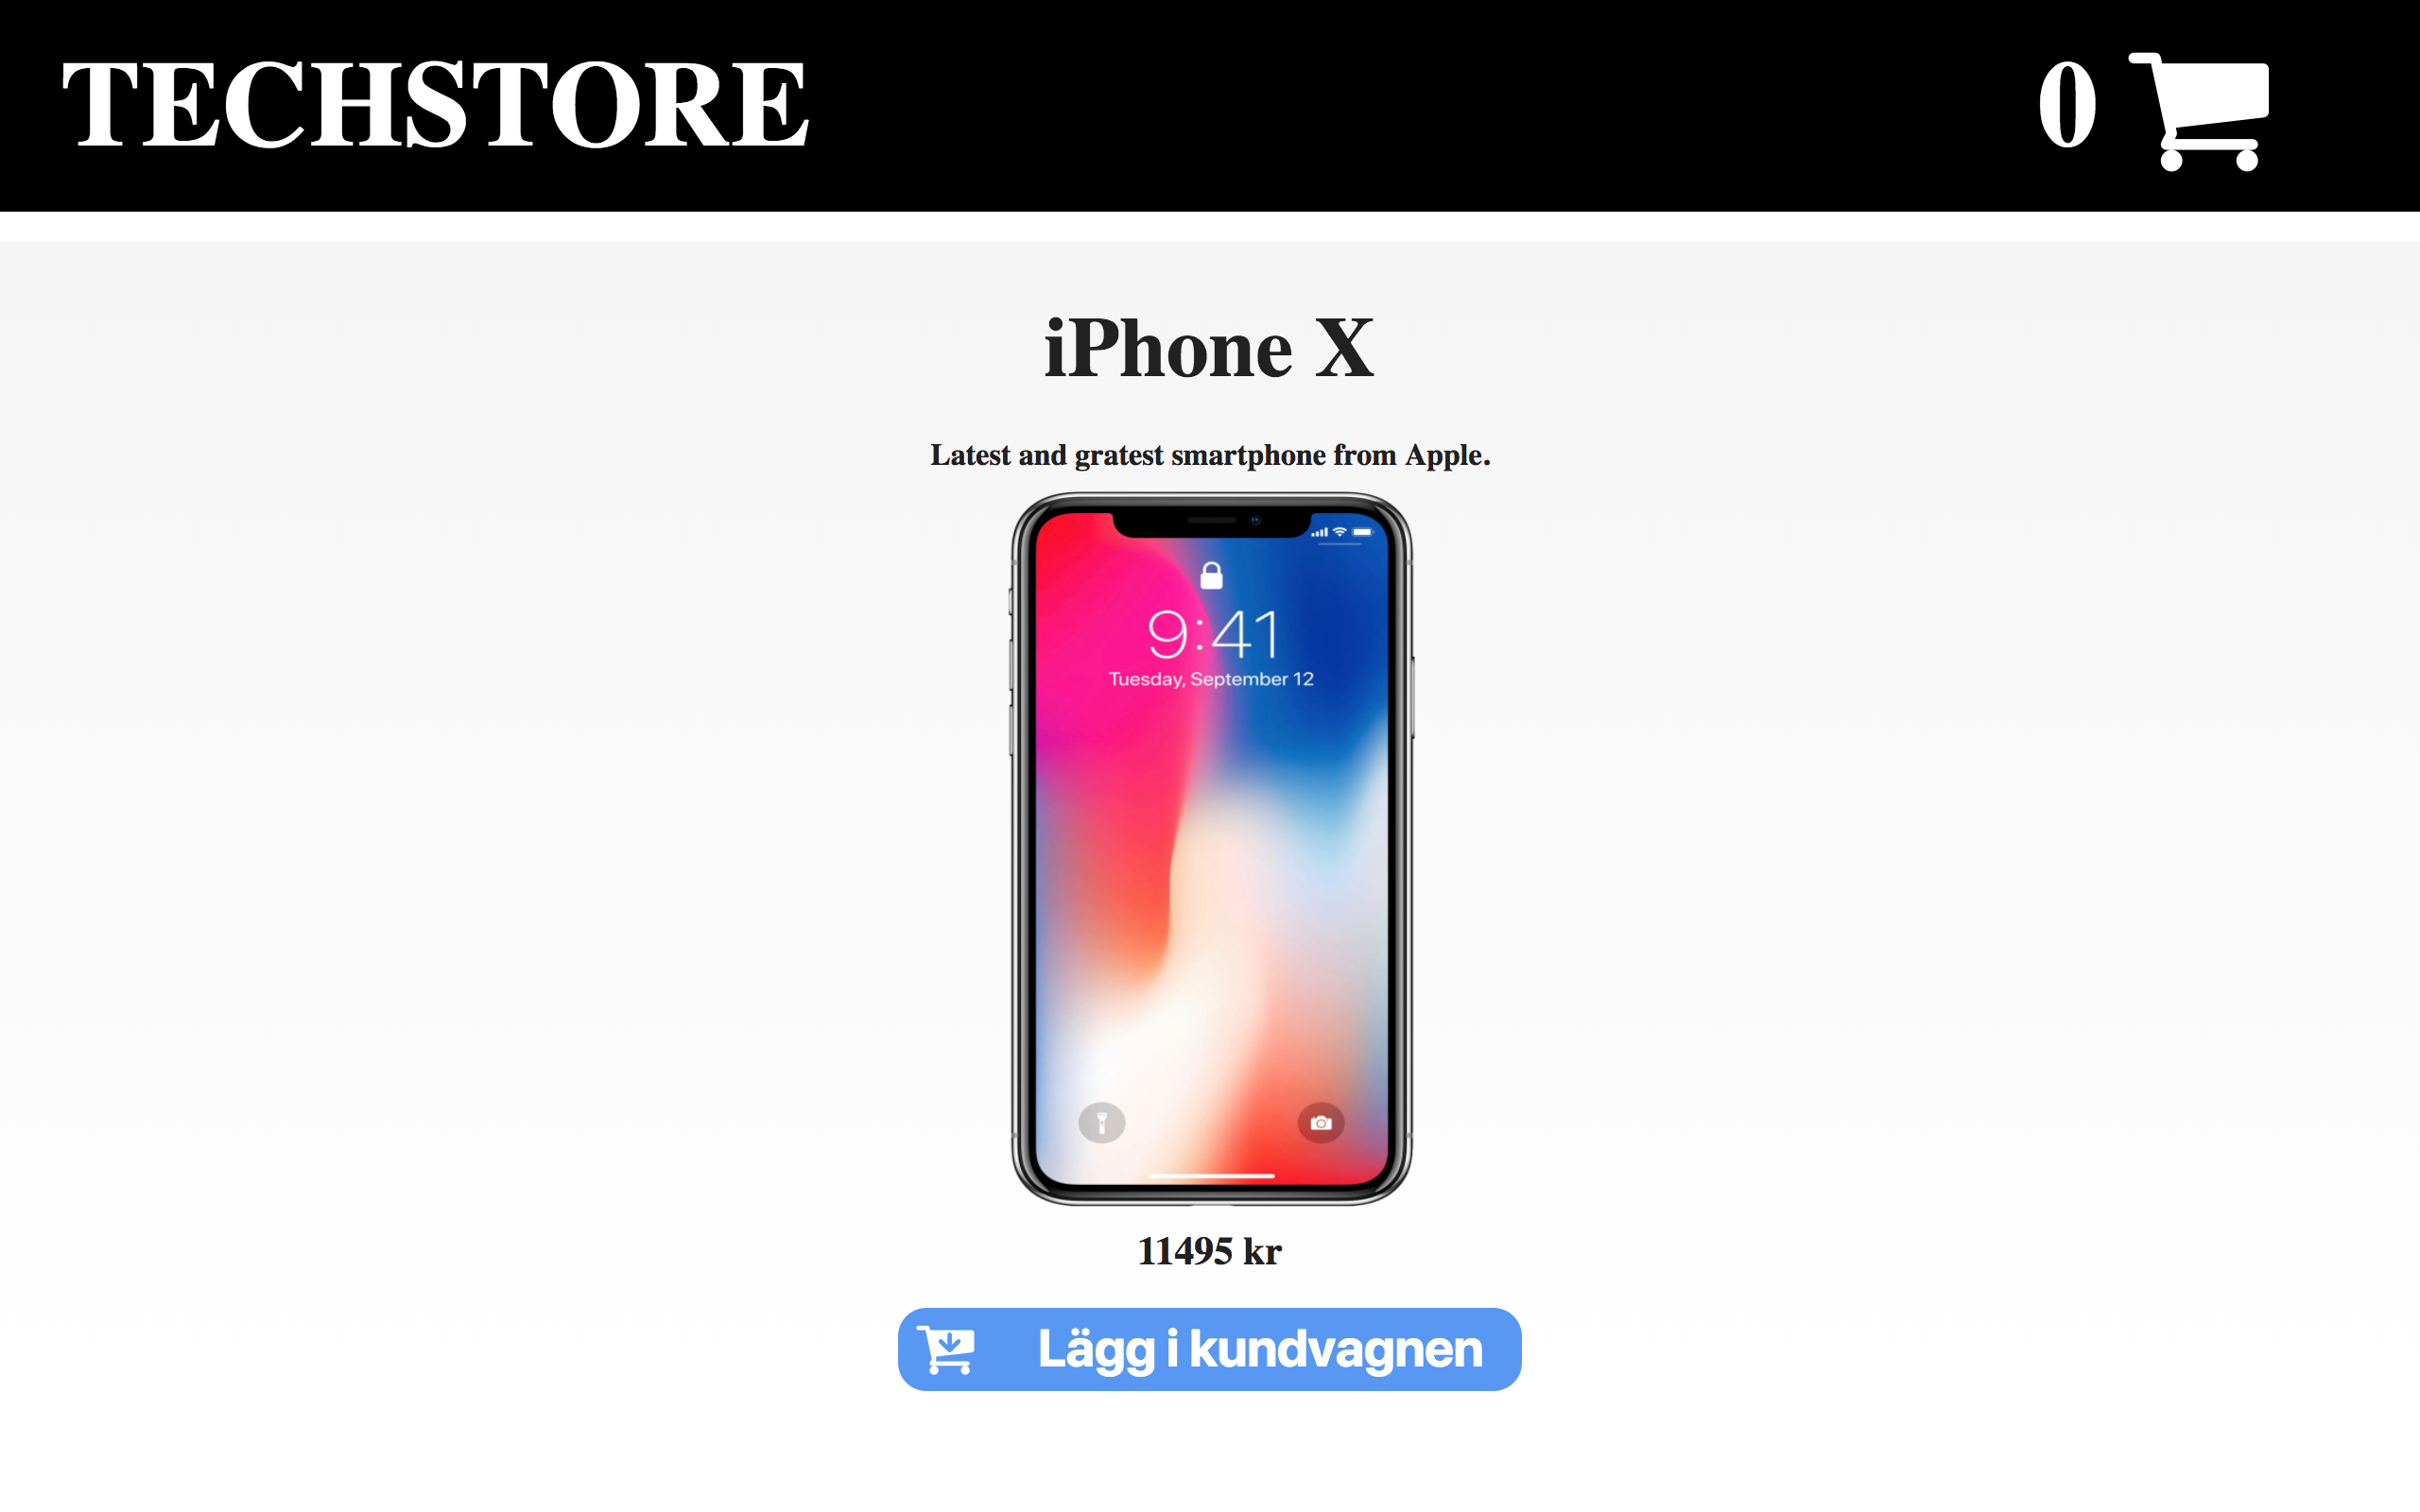 TECHSTORE
0
iPhone X
Latest and gratest smartphone from Apple.
9:41
Tuesday, September 12
11495 kr
Lägg i kundvagnen